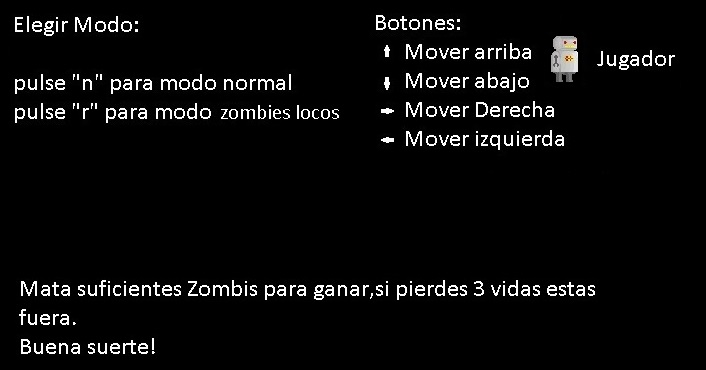 Elegir Modo:
pulse "n" para modo normal
pulse "r" para modo zombies locos
Botones:
Mover arriba
Mover abajo
Mover Derecha
Mover izquierda
Jugador
Mata suficientes Zombis para ganar,si pierdes 3 vidas estas
fuera.
Buena suerte!